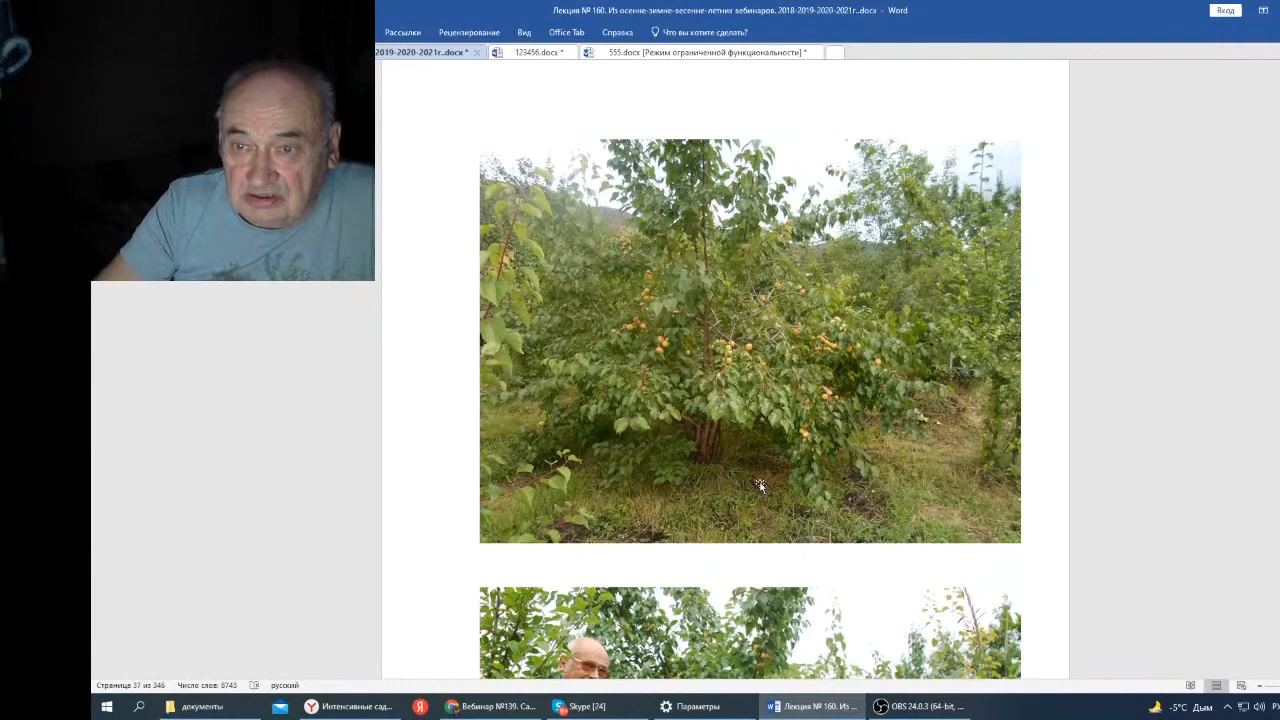 Лекция № 160. Из осенне-зимне-весенне-летних вебинаров. 2018-2019-2020-2021г..docx - Word
Вход
Рассылки
Рецензирование
Вид
Office Tab
Справка
Что вы хотите сделать?
2019-2020-2021г..docx *
123456.docx *
555.docx [Режим ограниченной функциональности] *
Страница 37 из 346
Число слов: 8743
русский
документы
Интенсивные сад...
Вебинар №139. Са...
Skype [24]
Параметры
Лекция № 160. Из ...
OBS 24.0.3 (64-bit, ...
-5°C Дым